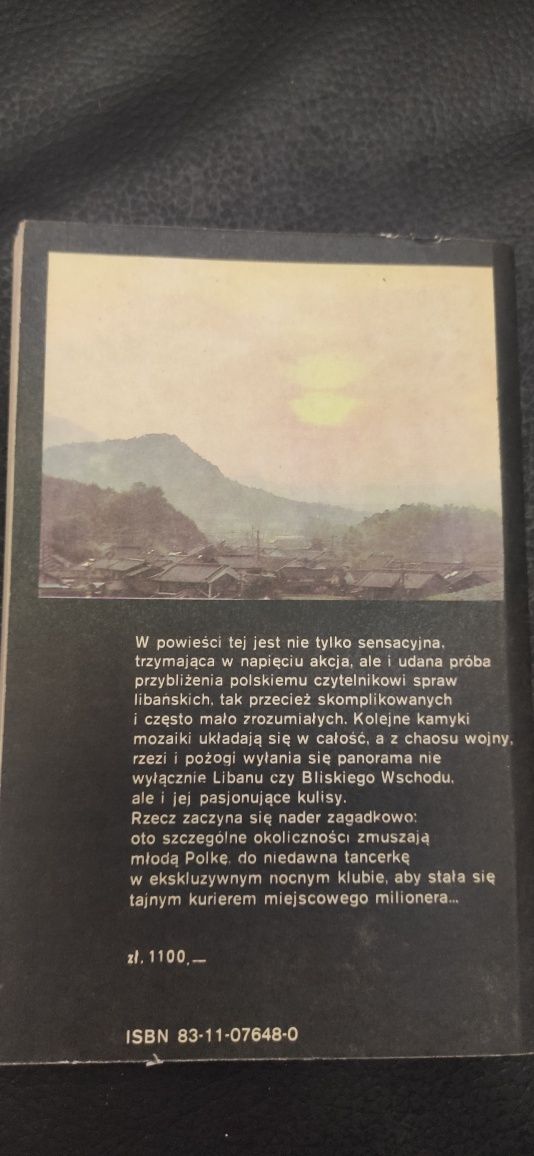 W powieści tej jest nie tylko sensacyjna,
trzymająca w napięciu akcja, ale i udana próba
przybliżenia polskiemu czytelnikowi spraw
libańskich, tak przecież skomplikowanych
i często mało zrozumiałych. Kolejne kamyki
mozaiki układają się w całość, a z chaosu wojny,
rzezi i pożogi wyłania się panorama nie
wyłącznie Libanu czy Bliskiego Wschodu,
ale i jej pasjonujące kulisy.
Rzecz zaczyna się nader zagadkowo:
oto szczególne okoliczności zmuszają
młodą Polkę, do niedawna tancerkę
w ekskluzywnym nocnym klubie, aby stała się
tajnym kurierem miejscowego milionera...
zł. 1100,—
ISBN 83-11-07648-0